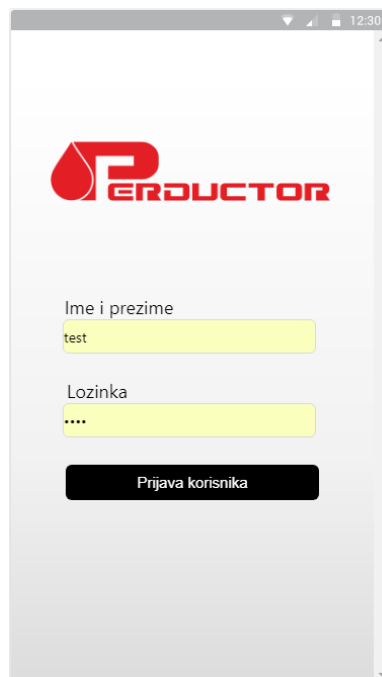 12:30
PERDUCTOR
Ime i prezime
test
Lozinka
••••
Prijava korisnika